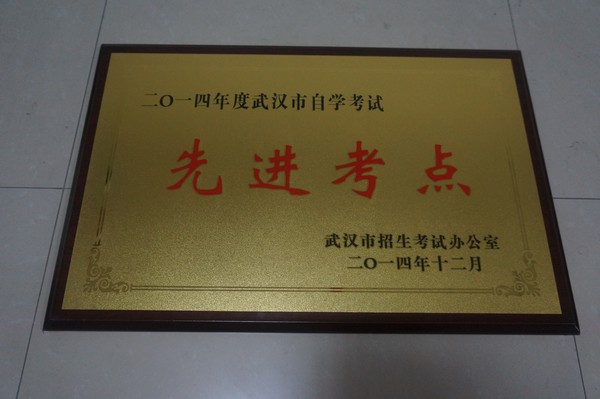 二〇一四年度武汉市自学考试
先进考点
武汉市招生考试办公室
二〇一四年十二月